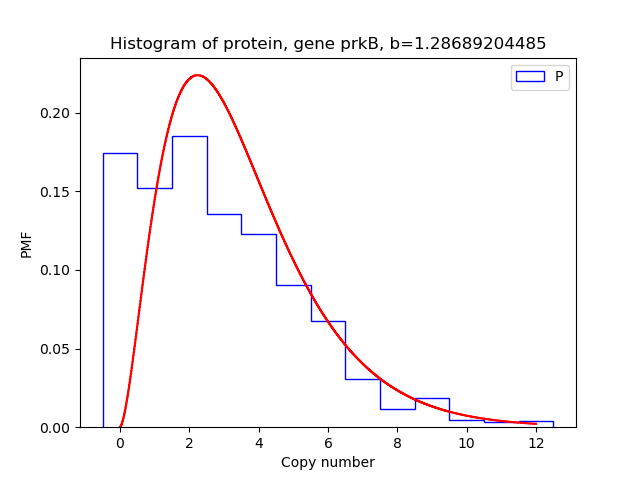 Histogram of protein, gene prkB, b=1.28689204485
P
0.20
0.15
0.10
0.05
0.00
PMF
0 2 4 6 8 10 12
Copy number